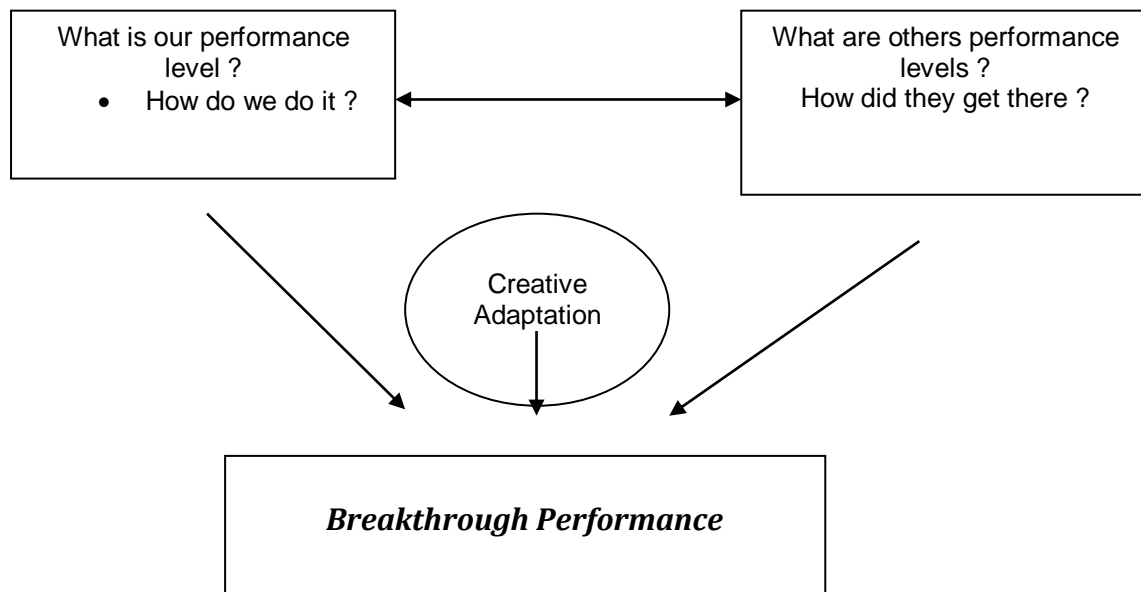 What is our performance
level ?
• How do we do it ?
What are others performance
levels ?
How did they get there ?
Creative
Adaptation
Breakthrough Performance